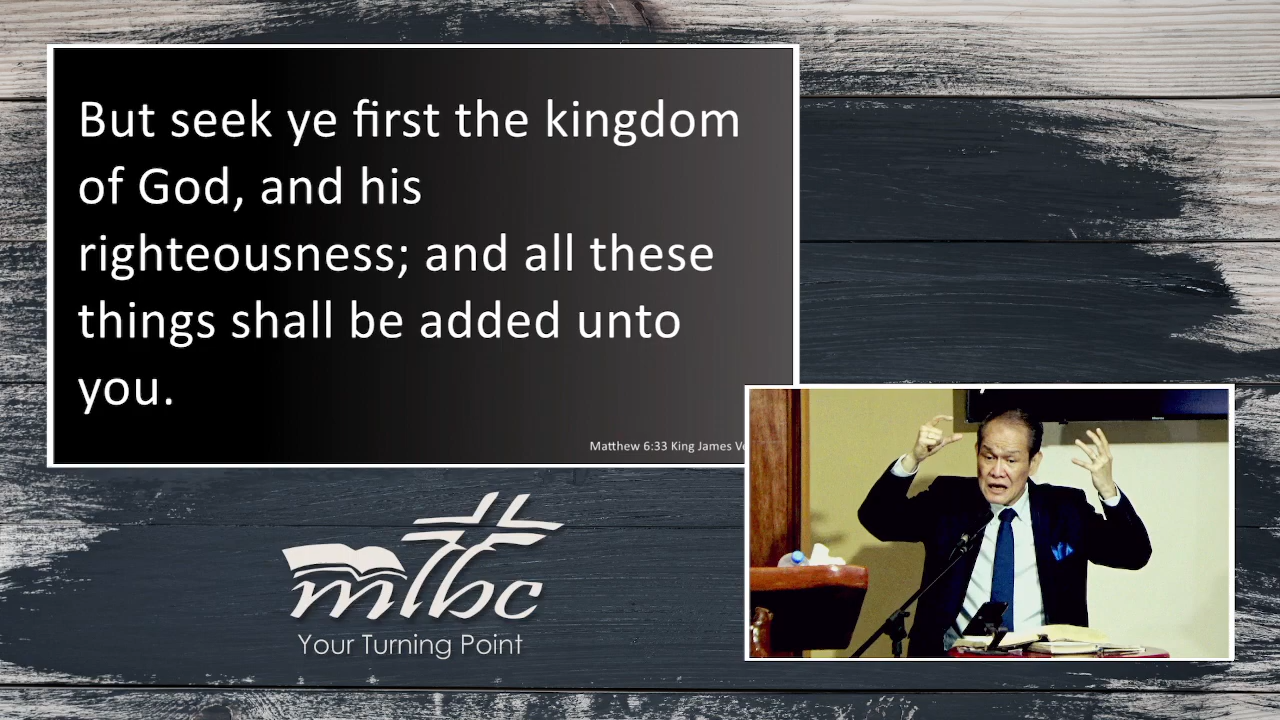 But seek ye first the kingdom
of God, and his
righteousness; and all these
things shall be added unto
you.
Matthew 6:33 King James
mlbc
Your Turning Point